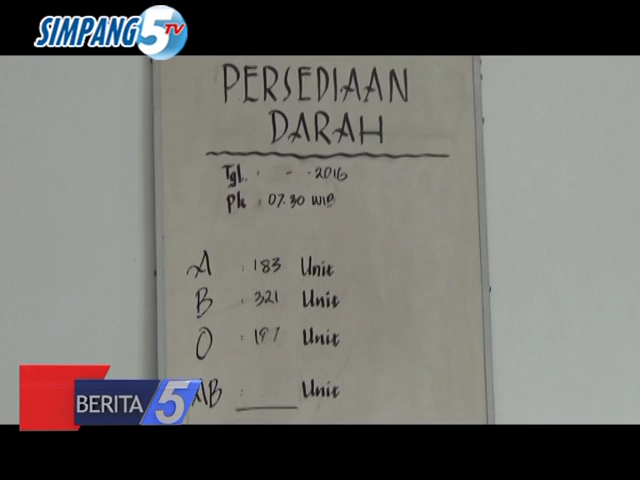 SIMPANG 5 TV
PERSEDIAAN
DARAH
Tgl. : - - 2016
Pk : 07.30 WIB
A : 183 Unit
B : 321 Unit
O : 197 Unit
AB : Unit
BERITA 5